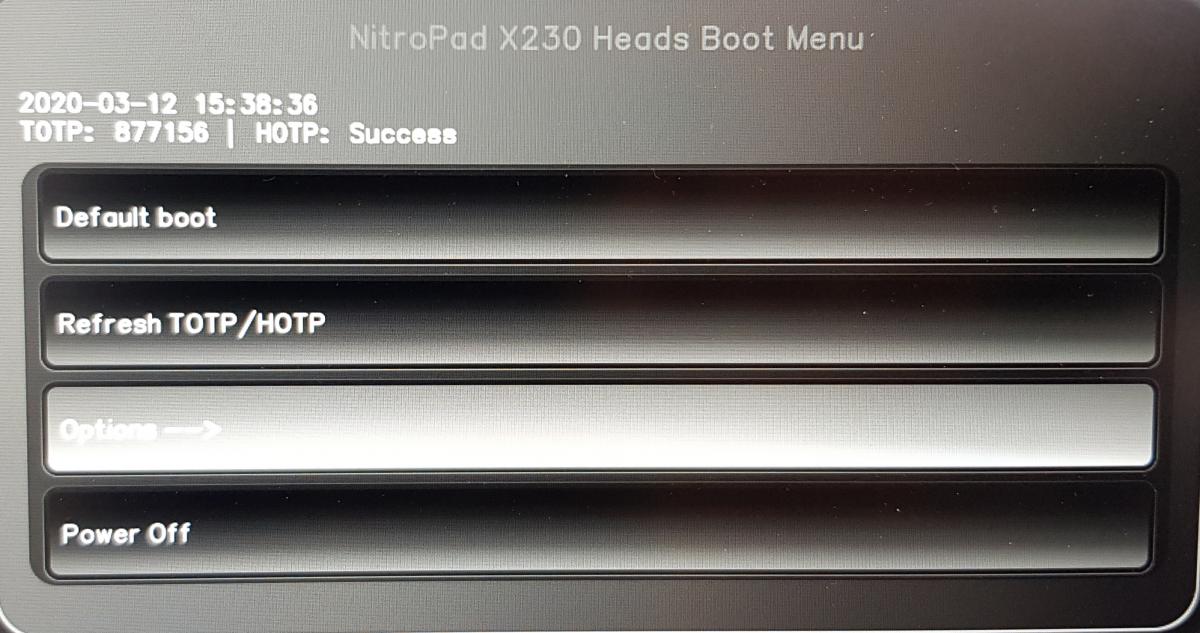 NitroPad X230 Heads Boot Menu
2020-03-12 15:38:36
TOTP: 877156 | HOTP: Success
Default boot
Refresh TOTP/HOTP
Options -->
Power Off